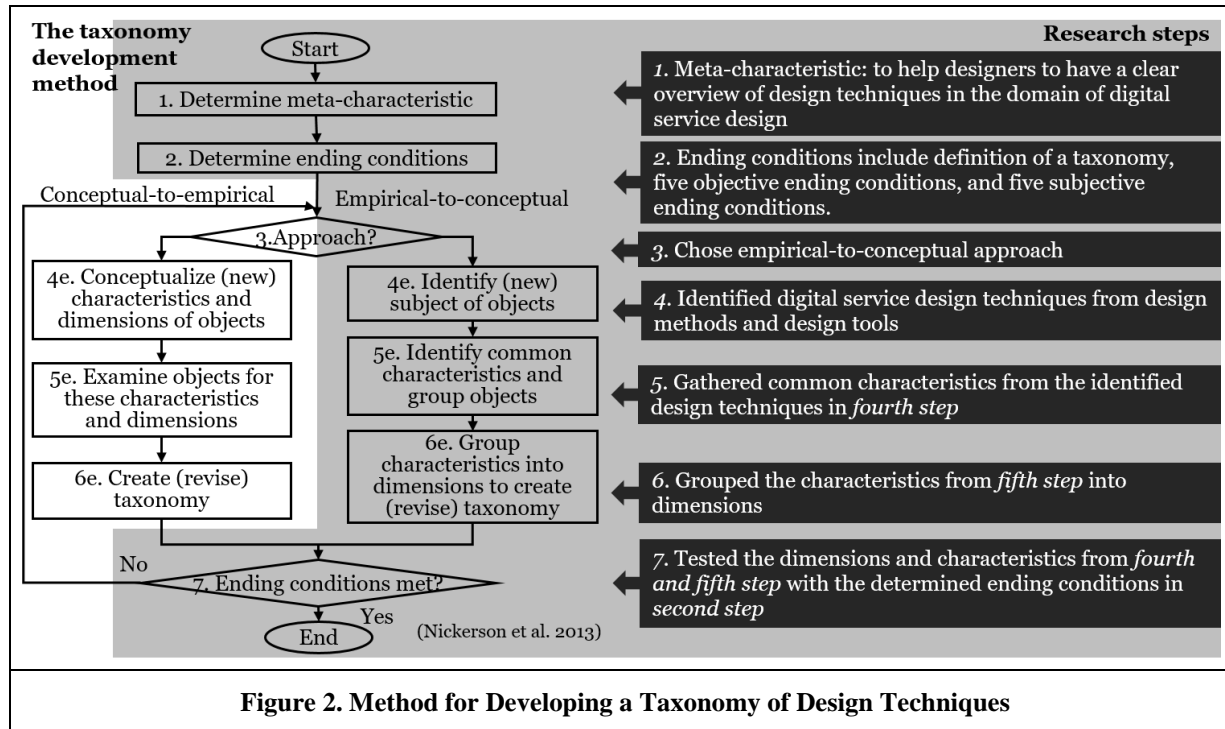 The taxonomy
development
method
Start
1. Determine meta-characteristic
2. Determine ending conditions
Conceptual-to-empirical
Empirical-to-conceptual
3.Approach?
4e. Conceptualize (new)
characteristics and
dimensions of objects
5e. Examine objects for
these characteristics
and dimensions
6e. Create (revise)
taxonomy
4e. Identify (new)
subject of objects
5e. Identify common
characteristics and
group objects
6e. Group
characteristics into
dimensions to create
(revise) taxonomy
No
7. Ending conditions met?
Yes
End
(Nickerson et al. 2013)
Research steps
1. Meta-characteristic: to help designers to have a clear
overview of design techniques in the domain of digital
service design
2. Ending conditions include definition of a taxonomy,
five objective ending conditions, and five subjective
ending conditions.
3. Chose empirical-to-conceptual approach
4. Identified digital service design techniques from design
methods and design tools
5. Gathered common characteristics from the identified
design techniques in fourth step
6. Grouped the characteristics from fifth step into
dimensions
7. Tested the dimensions and characteristics from fourth
and fifth step with the determined ending conditions in
second step
Figure 2. Method for Developing a Taxonomy of Design Techniques